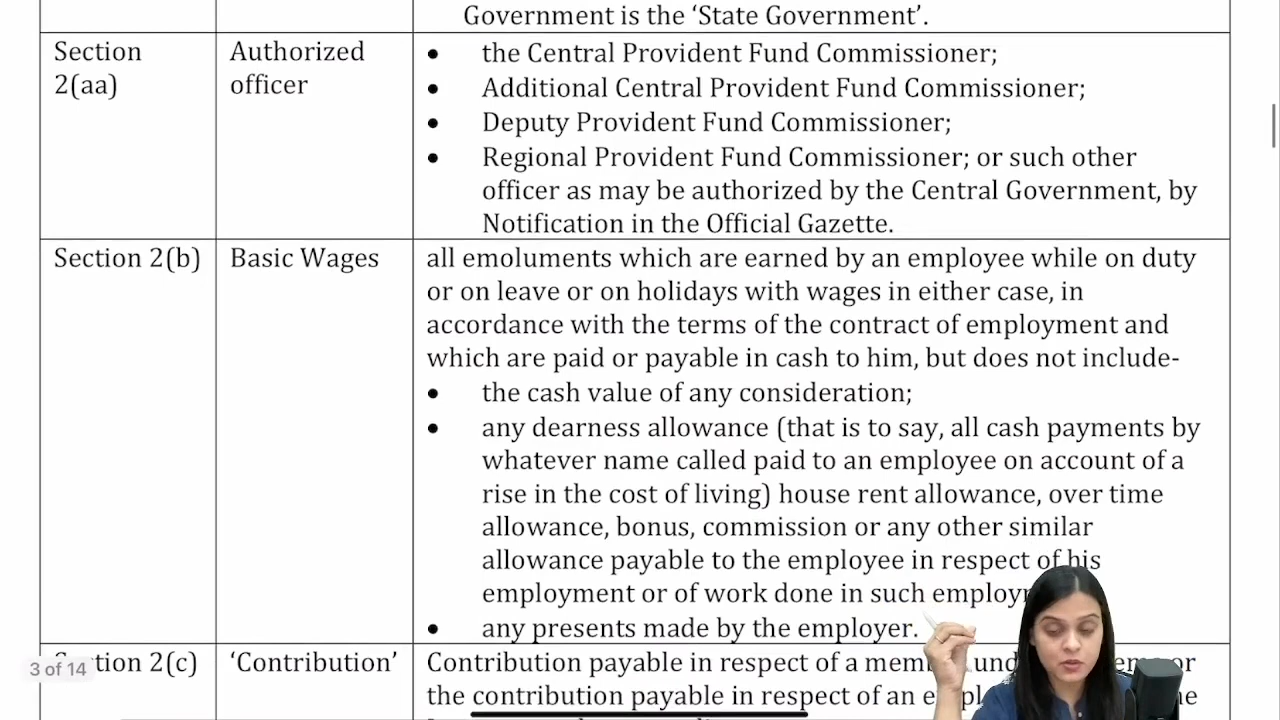 Government is the ‘State Government’.
Section
2(aa)
Authorized
officer
• the Central Provident Fund Commissioner;
• Additional Central Provident Fund Commissioner;
• Deputy Provident Fund Commissioner;
• Regional Provident Fund Commissioner; or such other
officer as may be authorized by the Central Government, by
Notification in the Official Gazette.
Section 2(b)
Basic Wages
all emoluments which are earned by an employee while on duty
or on leave or on holidays with wages in either case, in
accordance with the terms of the contract of employment and
which are paid or payable in cash to him, but does not include-
• the cash value of any consideration;
• any dearness allowance (that is to say, all cash payments by
whatever name called paid to an employee on account of a
rise in the cost of living) house rent allowance, over time
allowance, bonus, commission or any other similar
allowance payable to the employee in respect of his
employment or of work done in such
• any presents made by the employer.
2(c)
‘Contribution’
Contribution payable in respect of a or
the contribution payable in respect of an
3 of 14